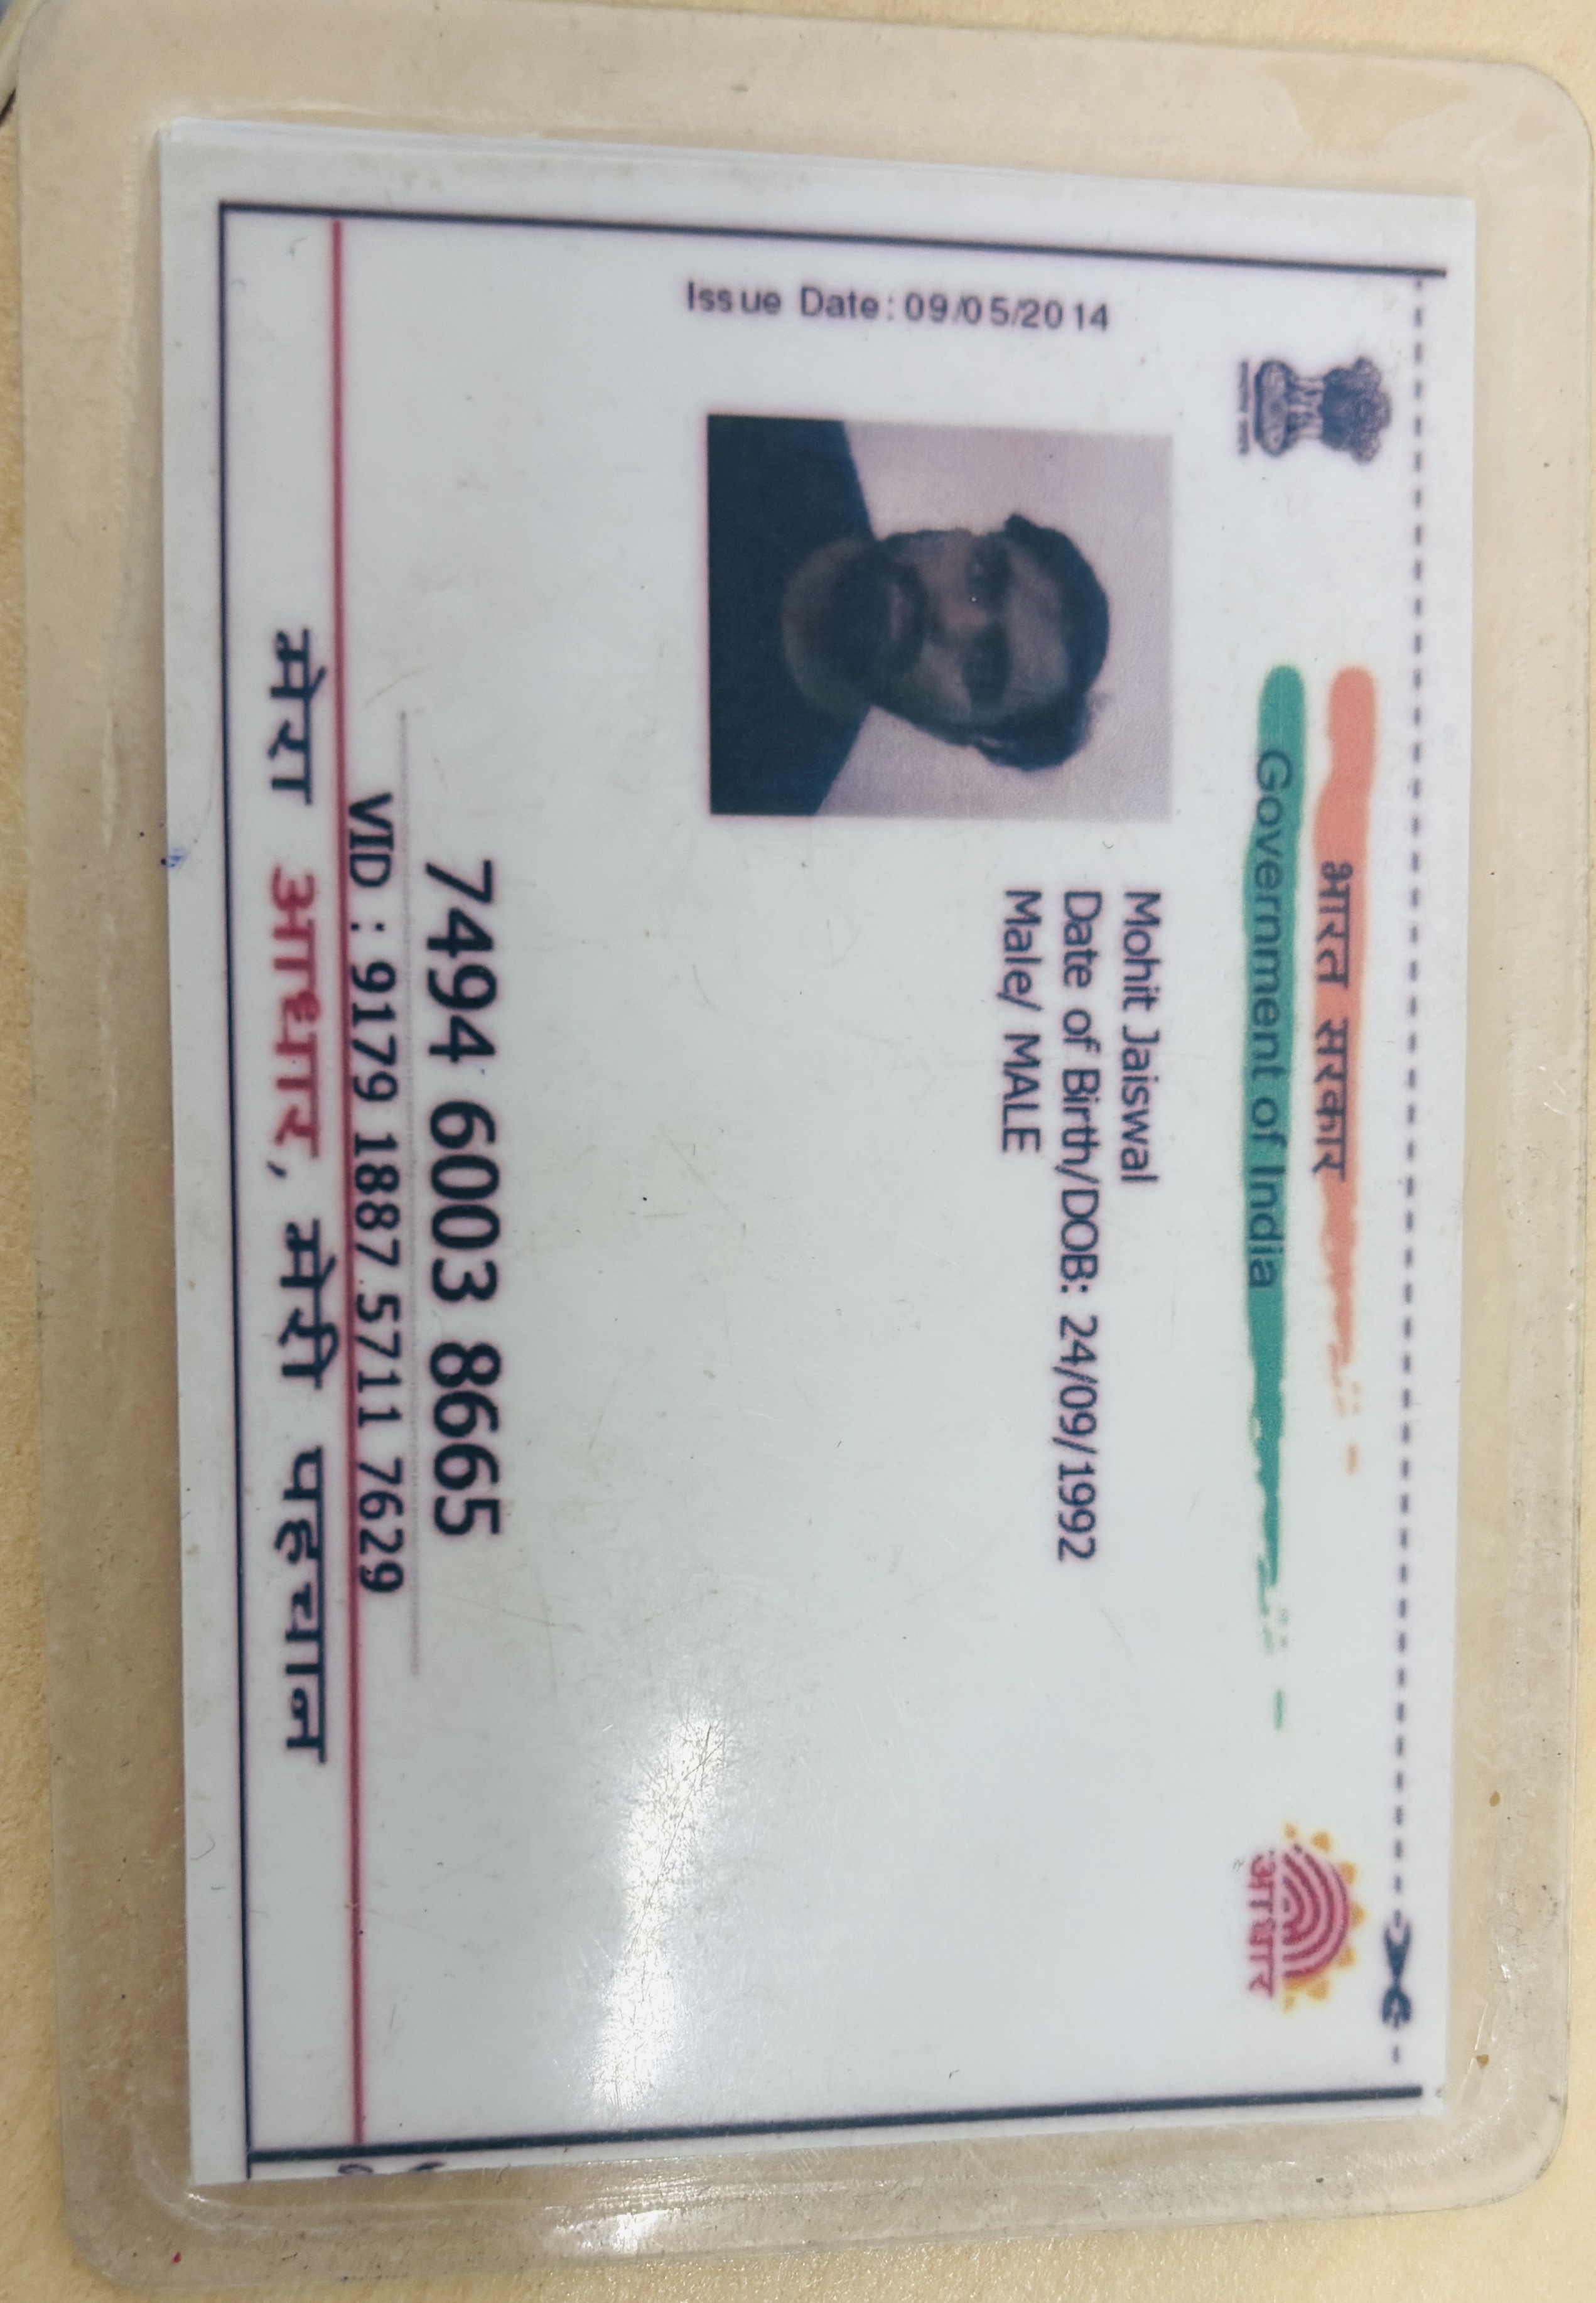 भारत सरकार
Government of India
आधार
Issue Date: 09/05/2014
Mohit Jaiswal
Date of Birth/DOB: 24/09/1992
Male/ MALE
7494 6003 8665
VID : 9179 1887 5711 7629
मेरा आधार, मेरी पहचान